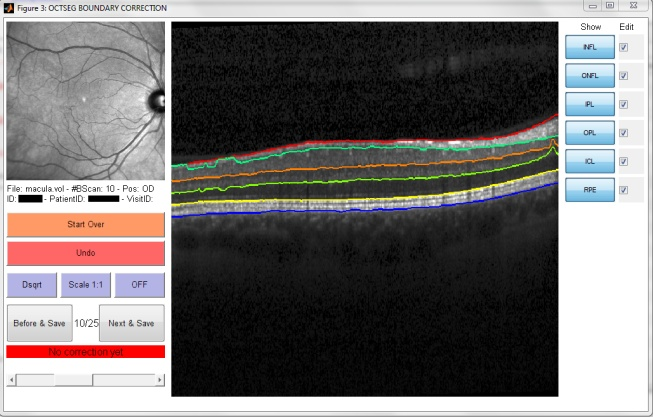 Figure 3: OCTSEG BOUNDARY CORRECTION
Show Edit
INFL
ONFL
IPL
OPL
ICL
RPE
File: macula.vol - #BScan: 10 - Pos: OD
ID: - PatientID: - VisitID:
Start Over
Undo
Dsqrt Scale 1:1 OFF
Before & Save 10/25 Next & Save
No correction yet